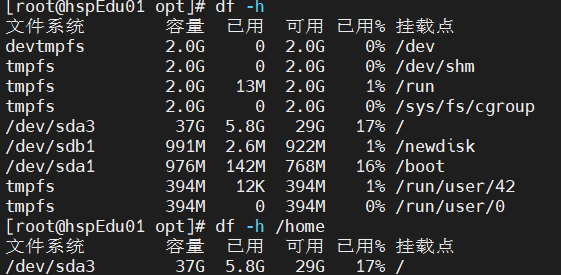 [root@hspEdu01 opt]# df -h
文件系统 容量 已用 可用 已用% 挂载点
devtmpfs 2.0G 0 2.0G 0% /dev
tmpfs 2.0G 0 2.0G 0% /dev/shm
tmpfs 2.0G 13M 2.0G 1% /run
tmpfs 2.0G 0 2.0G 0% /sys/fs/cgroup
/dev/sda3 37G 5.8G 29G 17% /
/dev/sdb1 991M 2.6M 922M 1% /newdisk
/dev/sda1 976M 142M 768M 16% /boot
tmpfs 394M 12K 394M 1% /run/user/42
tmpfs 394M 0 394M 0% /run/user/0
[root@hspEdu01 opt]# df -h /home
文件系统 容量 已用 可用 已用% 挂载点
/dev/sda3 37G 5.8G 29G 17% /